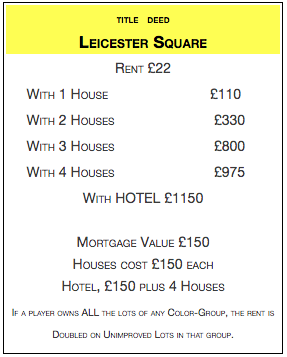 TITLE DEED
LEICESTER SQUARE
RENT £22
WITH 1 HOUSE £110
WITH 2 HOUSES £330
WITH 3 HOUSES £800
WITH 4 HOUSES £975
WITH HOTEL £1150
MORTGAGE VALUE £150
HOUSES COST £150 EACH
HOTEL, £150 PLUS 4 HOUSES
IF A PLAYER OWNS ALL THE LOTS OF ANY COLOR-GROUP, THE RENT IS
DOUBLED ON UNIMPROVED LOTS IN THAT GROUP.